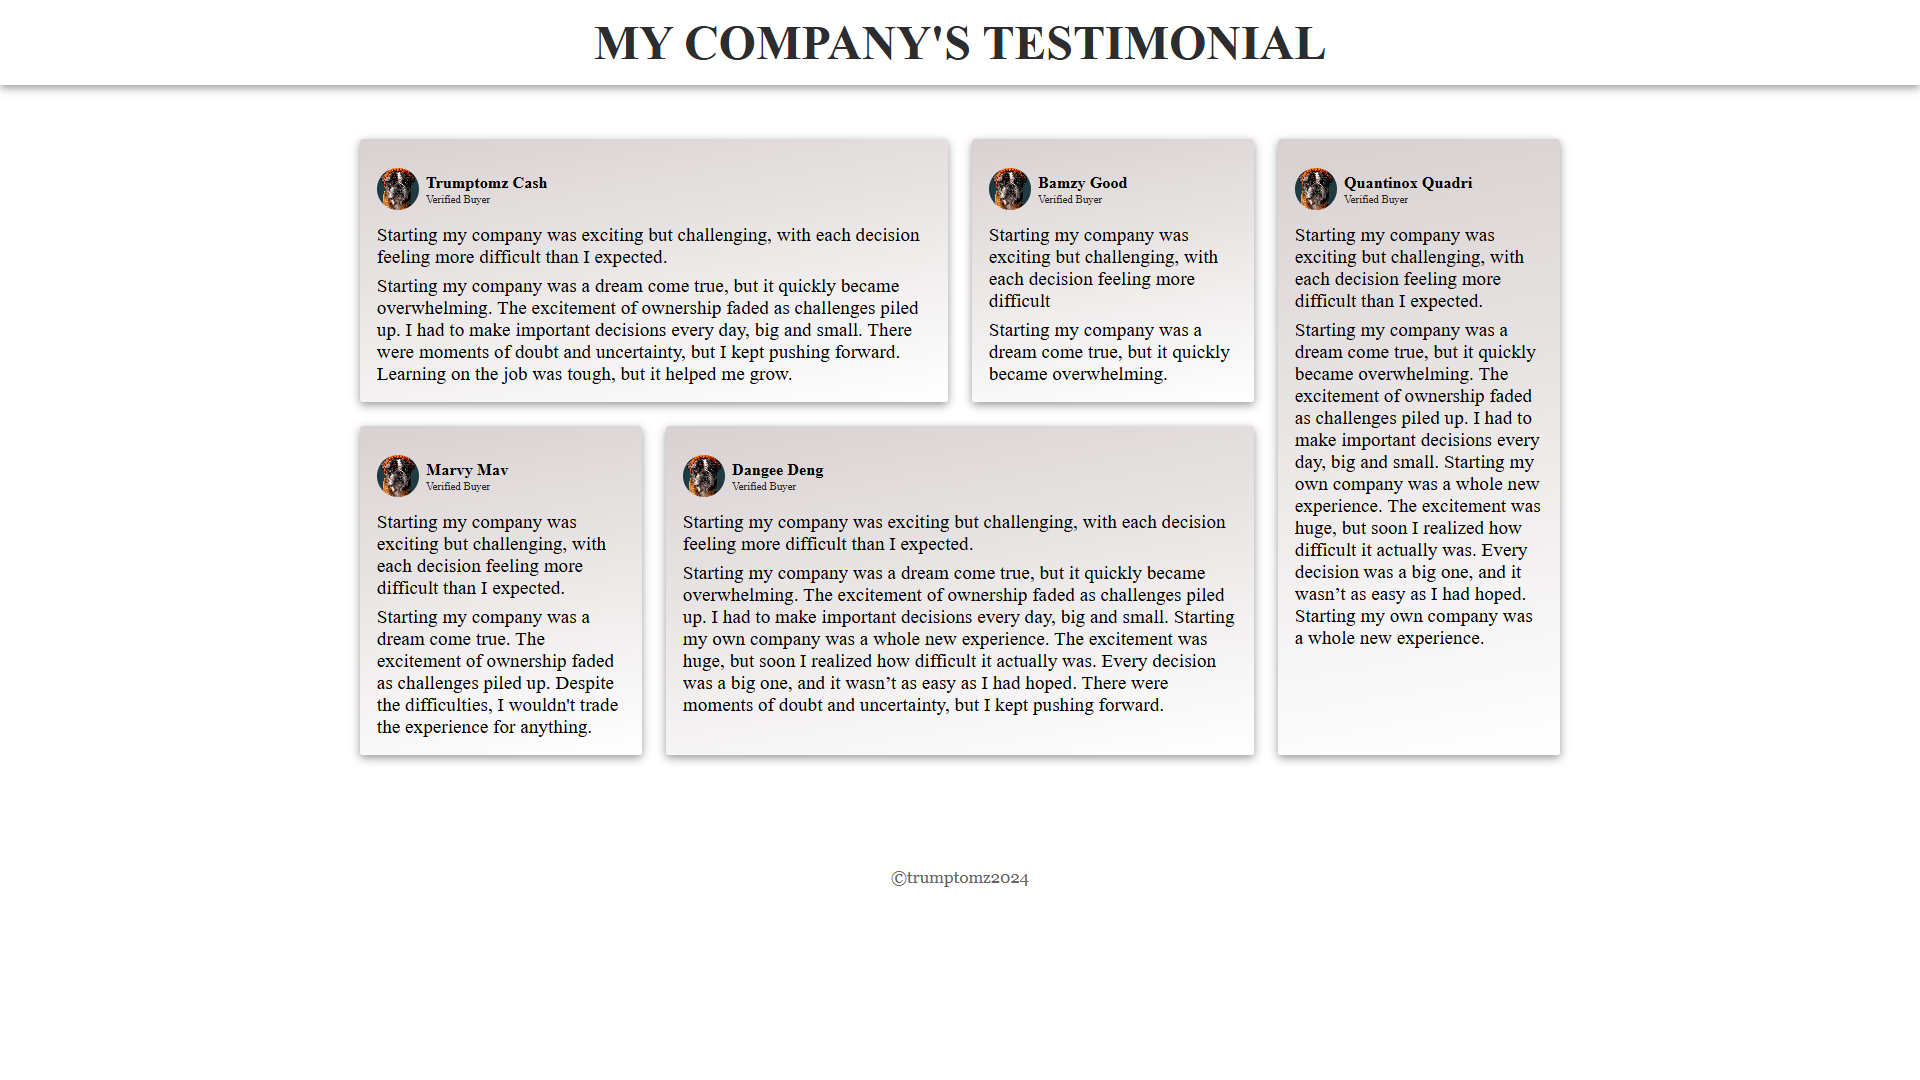 MY COMPANY'S TESTIMONIAL
Trumptomz Cash
Verified Buyer
Starting my company was exciting but challenging, with each decision
feeling more difficult than I expected.
Starting my company was a dream come true, but it quickly became
overwhelming. The excitement of ownership faded as challenges piled
up. I had to make important decisions every day, big and small. There
were moments of doubt and uncertainty, but I kept pushing forward.
Learning on the job was tough, but it helped me grow.
Bamzy Good
Verified Buyer
Starting my company was
exciting but challenging, with
each decision feeling more
difficult
Starting my company was a
dream come true, but it quickly
became overwhelming.
Quantinox Quadri
Verified Buyer
Starting my company was
exciting but challenging, with
each decision feeling more
difficult than I expected.
Starting my company was a
dream come true, but it quickly
became overwhelming. The
excitement of ownership faded
as challenges piled up. I had to
make important decisions every
day, big and small. Starting my
own company was a whole new
experience. The excitement was
huge, but soon I realized how
difficult it actually was. Every
decision was a big one, and it
wasn’t as easy as I had hoped.
Starting my own company was
a whole new experience.
Marvy Mav
Verified Buyer
Starting my company was
exciting but challenging, with
each decision feeling more
difficult than I expected.
Starting my company was a
dream come true. The
excitement of ownership faded
as challenges piled up. Despite
the difficulties, I wouldn't trade
the experience for anything.
Dangee Deng
Verified Buyer
Starting my company was exciting but challenging, with each decision
feeling more difficult than I expected.
Starting my company was a dream come true, but it quickly became
overwhelming. The excitement of ownership faded as challenges piled
up. I had to make important decisions every day, big and small. Starting
my own company was a whole new experience. The excitement was
huge, but soon I realized how difficult it actually was. Every decision
was a big one, and it wasn’t as easy as I had hoped. There were
moments of doubt and uncertainty, but I kept pushing forward.
©trumptomz2024